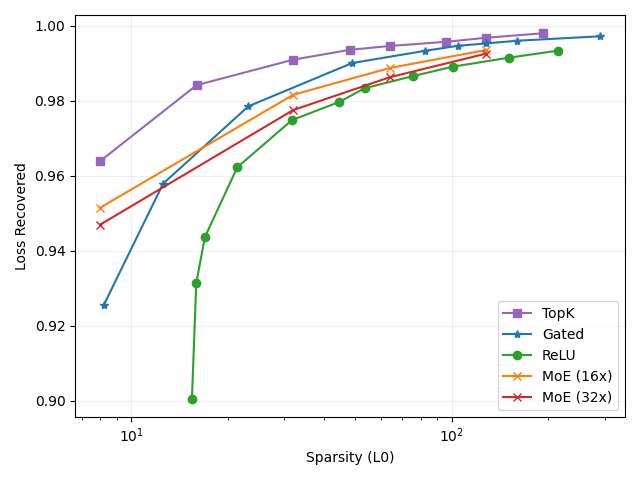 1.00
0.98
0.96
0.94
0.92
0.90
Loss Recovered
10¹
10²
Sparsity (L0)
TopK
Gated
ReLU
MoE (16x)
MoE (32x)